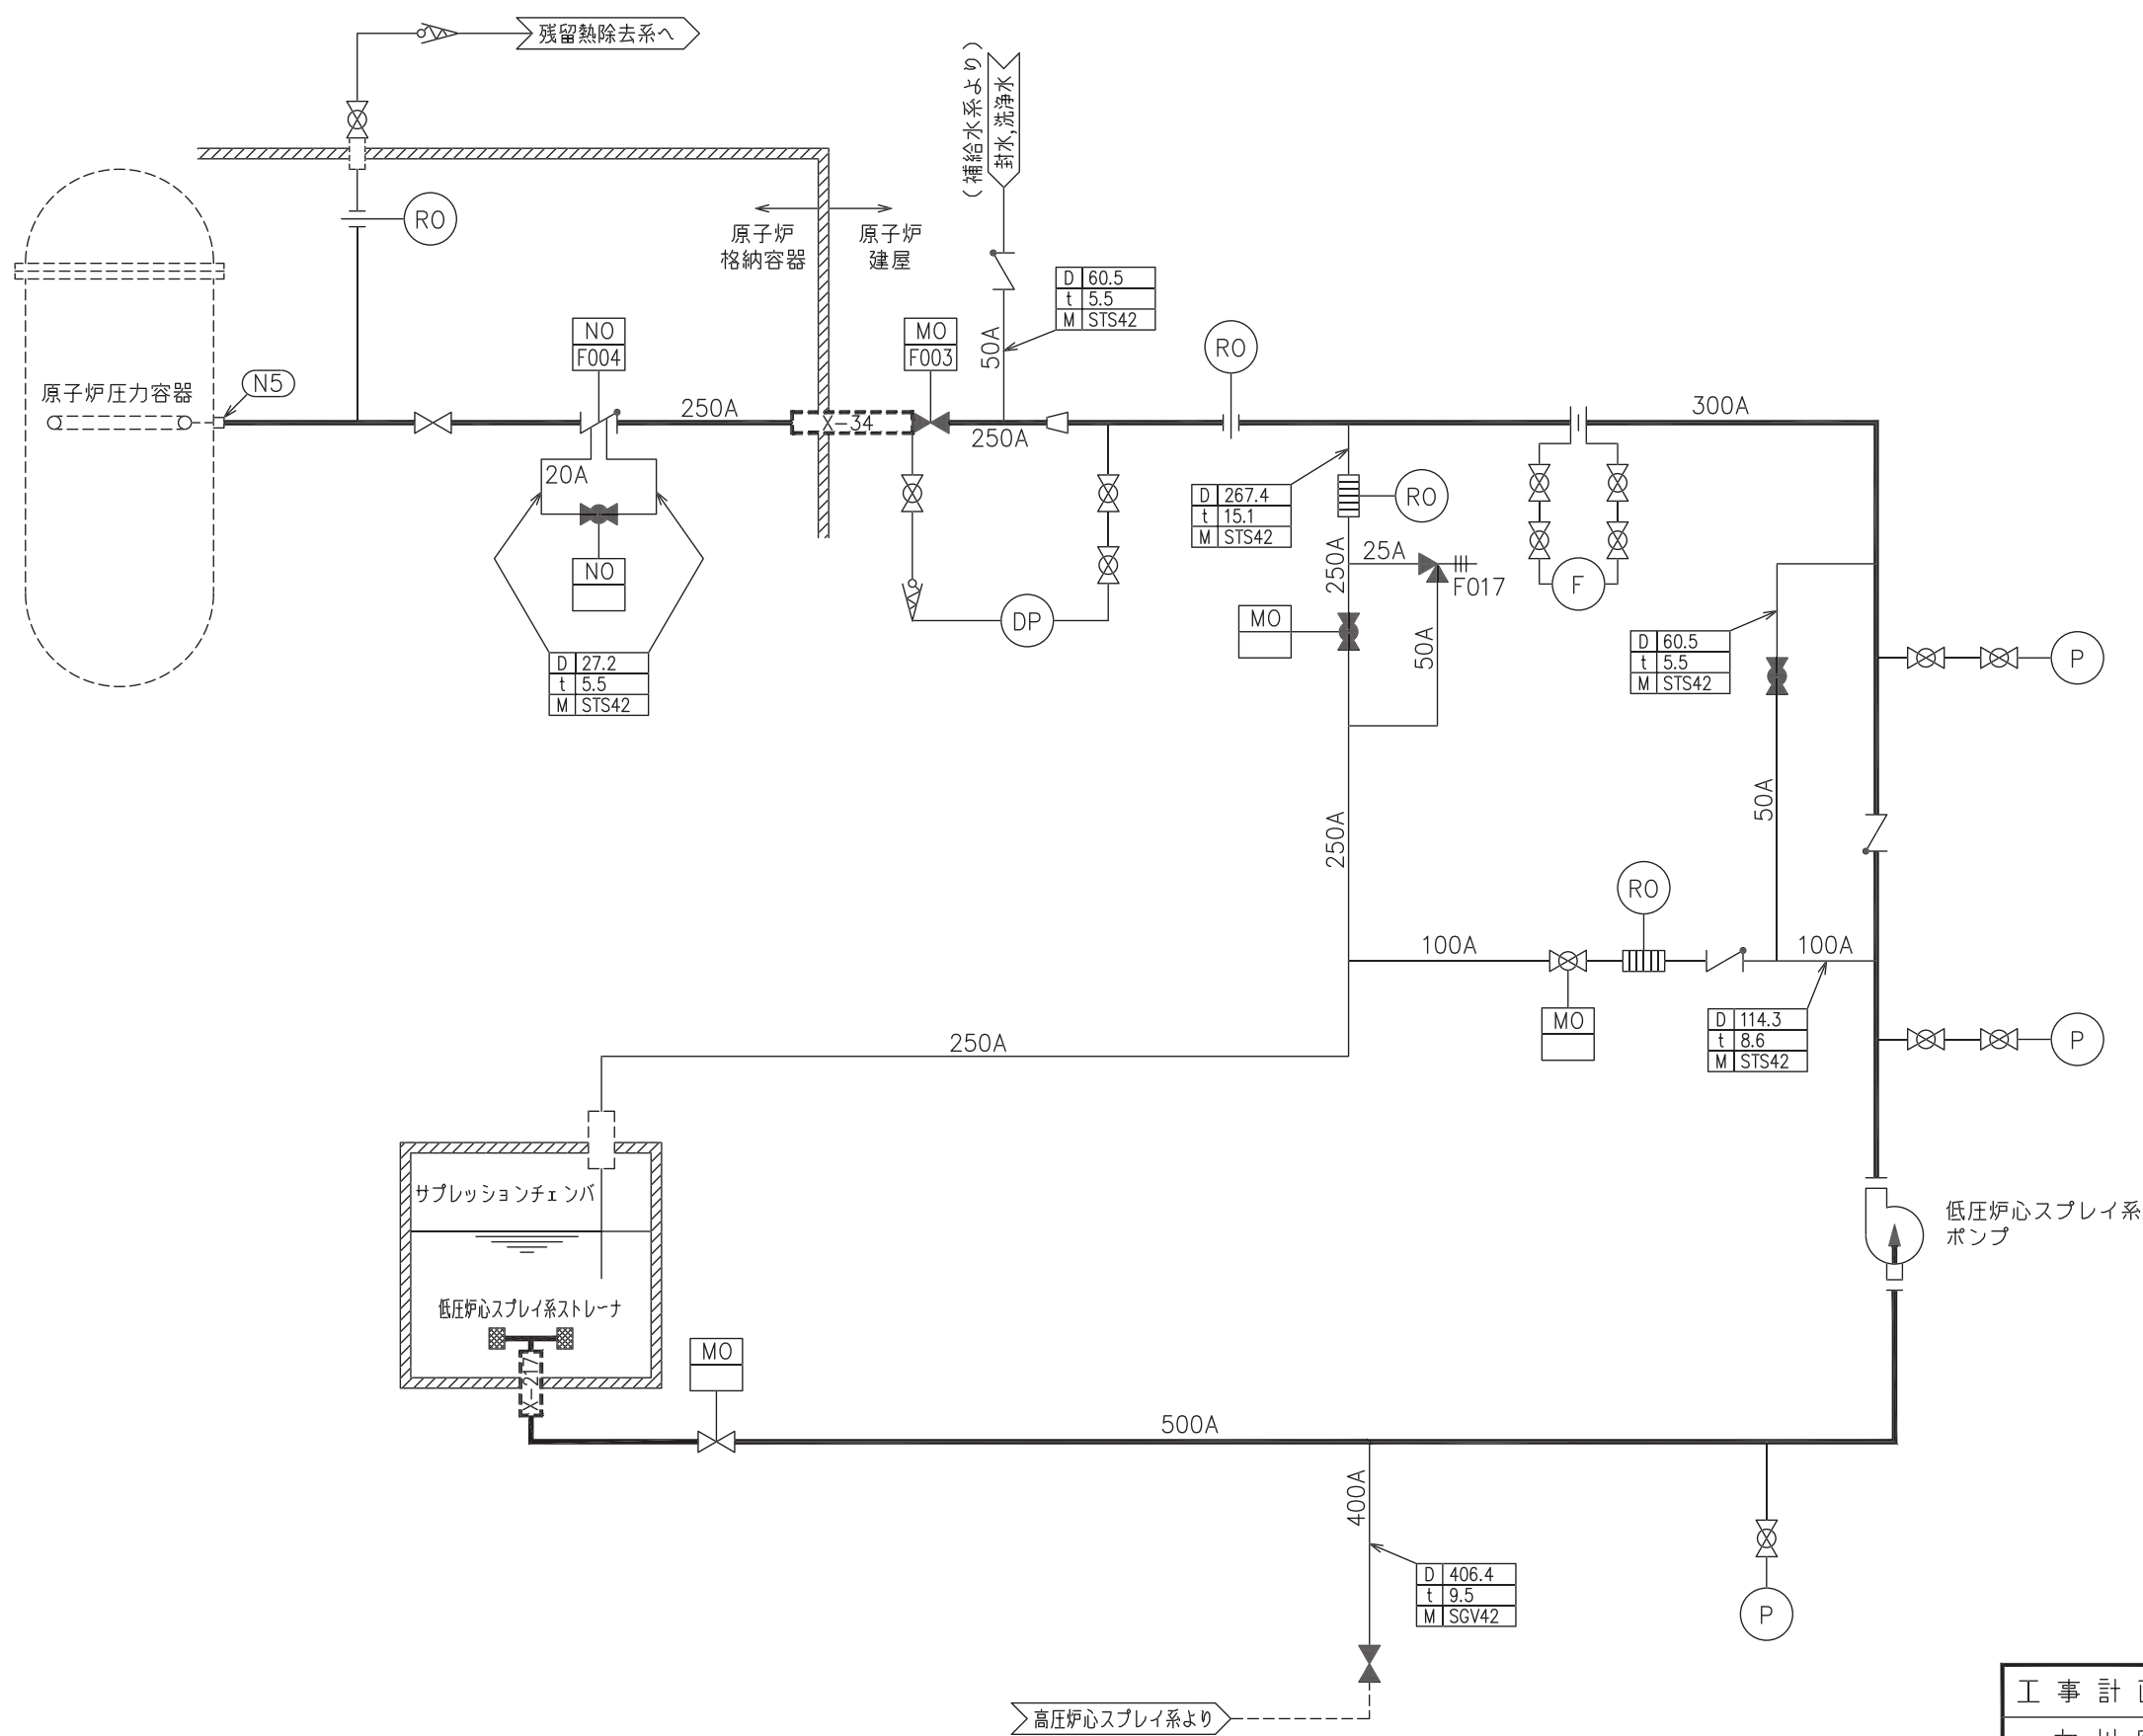 残留熱除去系へ
(補給水系より)
封水,洗浄水
RO
原子炉
格納容器
原子炉
建屋
D 60.5
t 5.5
M STS42
50A
NO
F004
MO
F003
RO
N5
原子炉圧力容器
250A
X-34
250A
300A
20A
NO
D 27.2
t 5.5
M STS42
DP
D 267.4
t 15.1
M STS42
RO
250A
25A
F017
MO
50A
F
D 60.5
t 5.5
M STS42
P
250A
50A
RO
100A
100A
MO
D 114.3
t 8.6
M STS42
P
250A
サプレッションチェンバ
低圧炉心スプレイ系
ポンプ
低圧炉心スプレイ系ストレーナ
X-217
MO
500A
400A
D 406.4
t 9.5
M SGV42
P
高圧炉心スプレイ系より
工事計